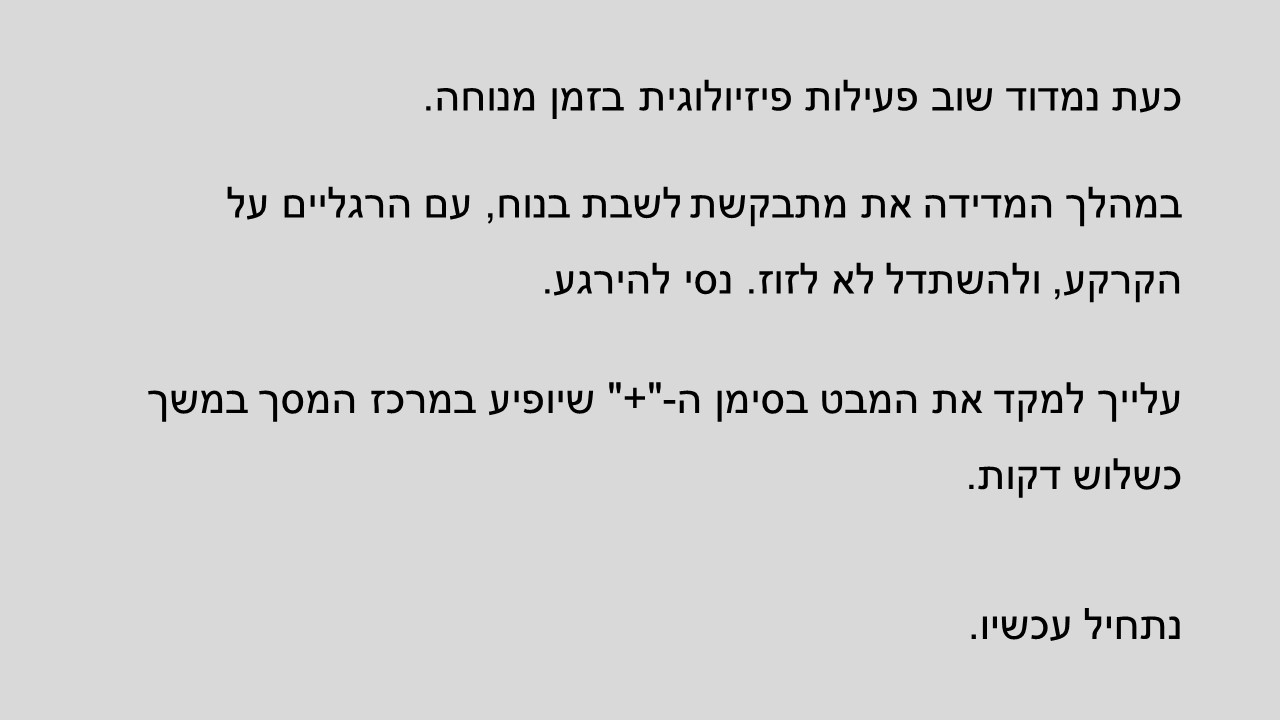 כעת נמדוד שוב פעילות פיזיולוגית בזמן מנוחה.
במהלך המדידה את מתבקשת לשבת בנוח, עם הרגליים על
הקרקע, ולהשתדל לא לזוז. נסי להירגע.
עלייך למקד את המבט בסימן ה-"+" שיופיע במרכז המסך במשך
כשלוש דקות.
נתחיל עכשיו.